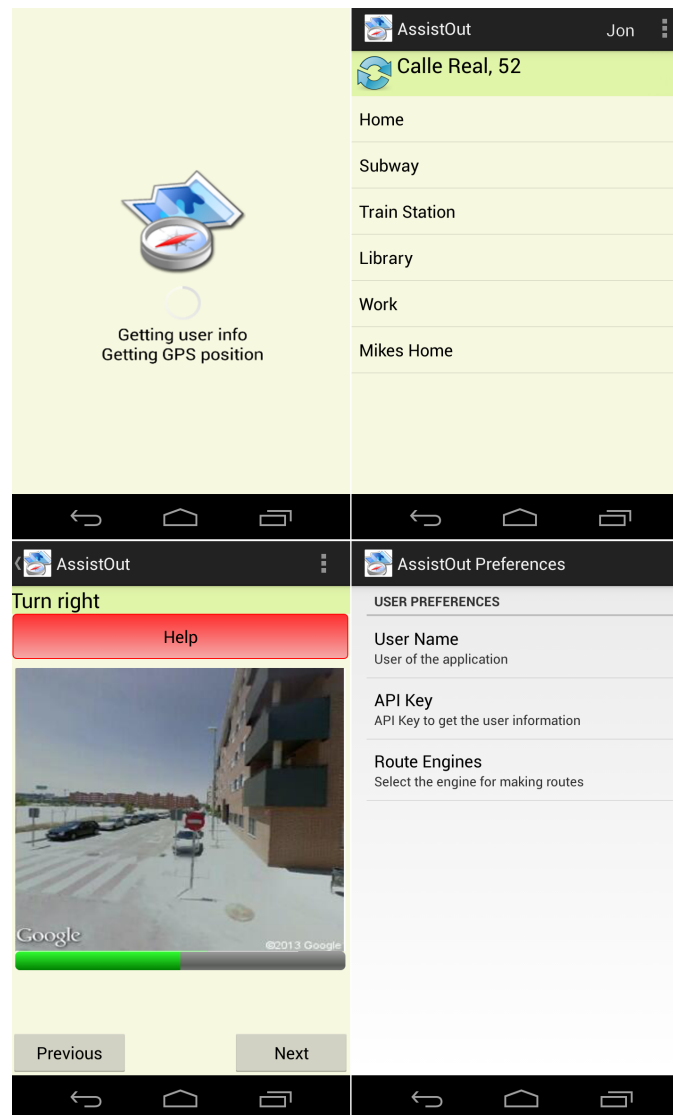 Getting user info
Getting GPS position
AssistOut
Jon
Calle Real, 52
Home
Subway
Train Station
Library
Work
Mikes Home
AssistOut
Turn right
Help
Google
©2013 Google
Previous
Next
AssistOut Preferences
USER PREFERENCES
User Name
User of the application
API Key
API Key to get the user information
Route Engines
Select the engine for making routes